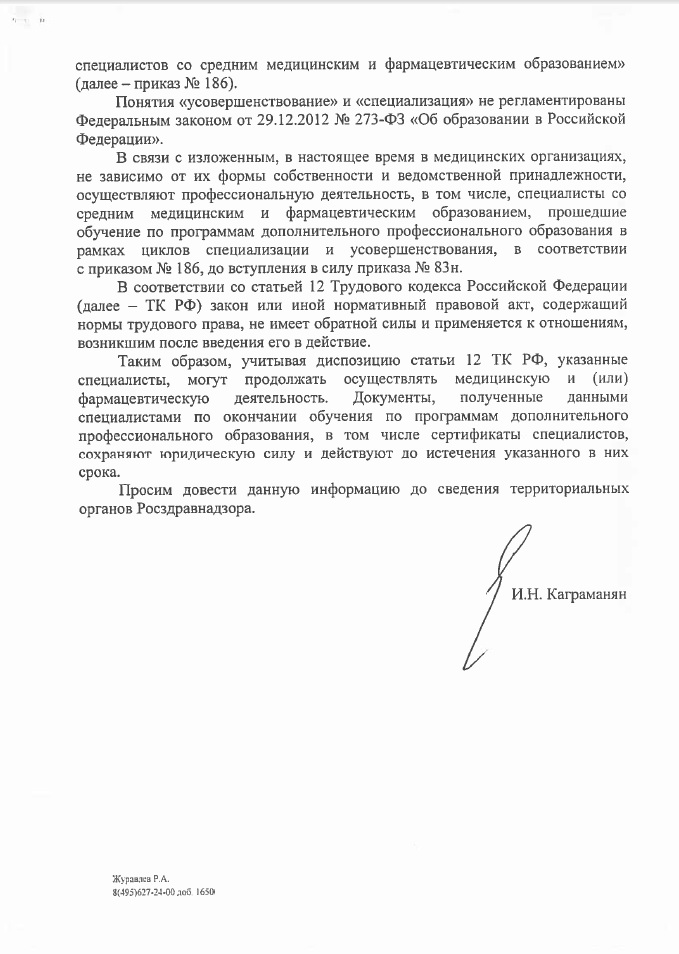 специалистов со средним медицинским и фармацевтическим образованием»
(далее – приказ № 186).
Понятия «усовершенствование» и «специализация» не регламентированы
Федеральным законом от 29.12.2012 № 273-ФЗ «Об образовании в Российской
Федерации».
В связи с изложенным, в настоящее время в медицинских организациях,
не зависимо от их формы собственности и ведомственной принадлежности,
осуществляют профессиональную деятельность, в том числе, специалисты со
средним медицинским и фармацевтическим образованием, прошедшие
обучение по программам дополнительного профессионального образования в
рамках циклов специализации и усовершенствования, в соответствии
с приказом № 186, до вступления в силу приказа № 83н.
В соответствии со статьей 12 Трудового кодекса Российской Федерации
(далее – ТК РФ) закон или иной нормативный правовой акт, содержащий
нормы трудового права, не имеет обратной силы и применяется к отношениям,
возникшим после введения его в действие.
Таким образом, учитывая диспозицию статьи 12 ТК РФ, указанные
специалисты, могут продолжать осуществлять медицинскую и (или)
фармацевтическую деятельность. Документы, полученные данными
специалистами по окончании обучения по программам дополнительного
профессионального образования, в том числе сертификаты специалистов,
сохраняют юридическую силу и действуют до истечения указанного в них
срока.
Просим довести данную информацию до сведения территориальных
органов Росздравнадзора.
И.Н. Каграманян
Журавлев Р.А.
8(495)627-24-00 доб. 1650